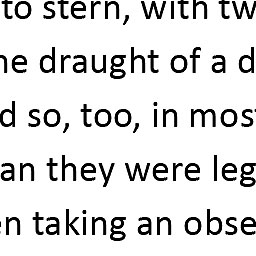 to stern, with tw
he draught of a d
d so, too, in most
an they were leg
en taking an obse